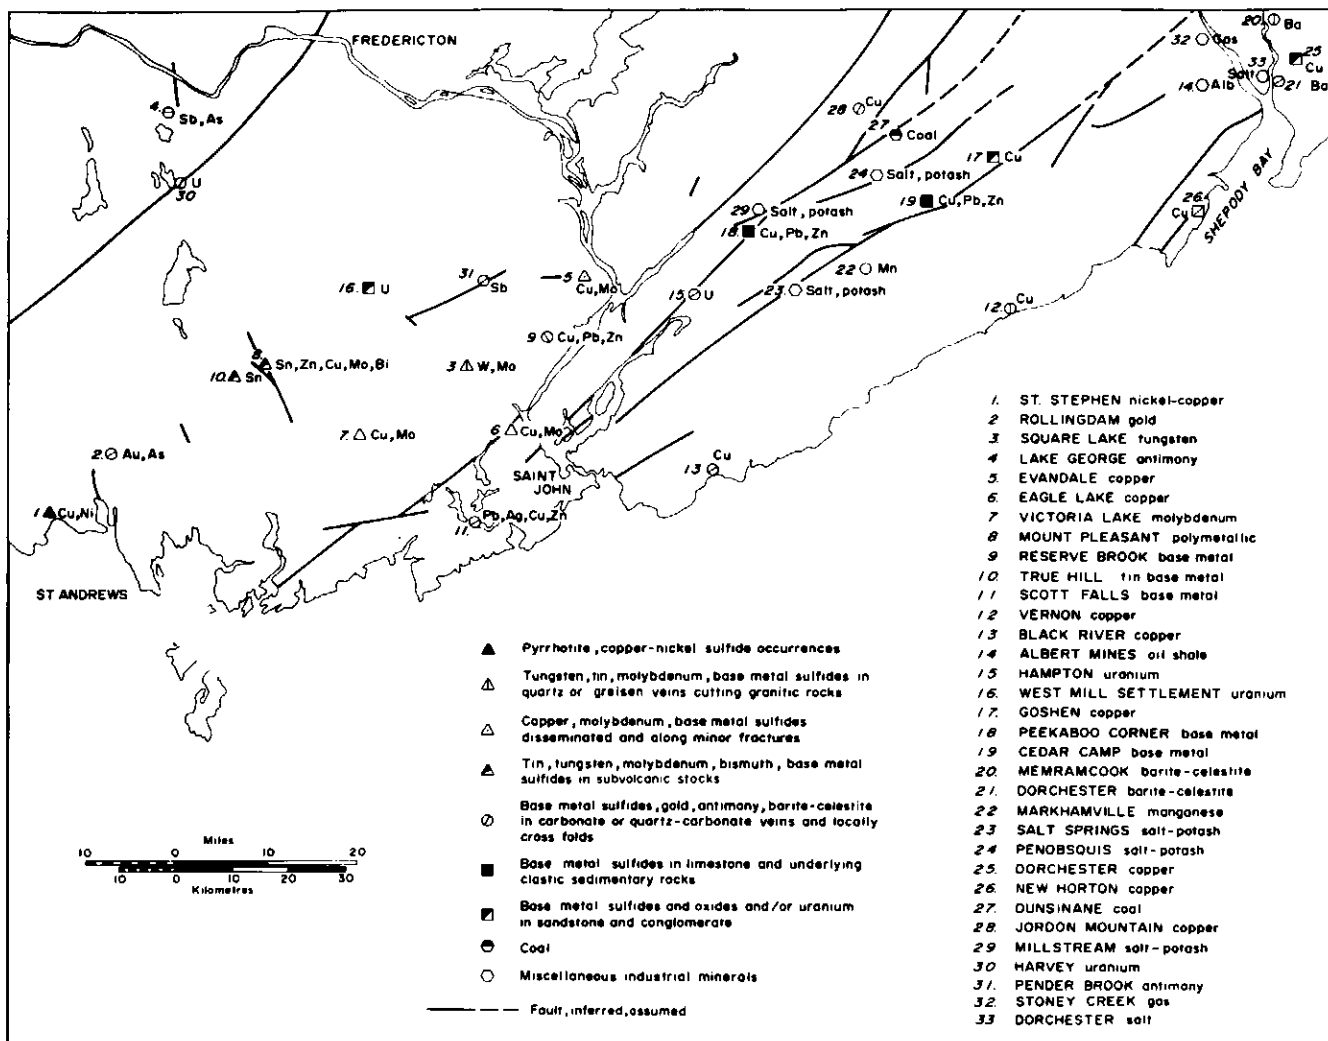 FREDERICTON
20. Ba
32 Gas
25
Cu
33
Salt
14. Alb
21 Ba
4. Sb, As
28 Cu
27 Coal
17. Cu
U
30
24 Salt, potash
19 Cu, Pb, Zn
26.
Cu
SHEPODY BAY
29 Salt, potash
18. Cu, Pb, Zn
22 Mn
16. U
31. Sb
5 Cu, Mo
15. U
23. Salt, potash
12. Cu
9 Cu, Pb, Zn
8. Sn, Zn, Cu, Mo, Bi
10. Sn
3 W, Mo
7. Cu, Mo
6. Cu, Mo
2. Au, As
SAINT
JOHN
13 Cu
1. Cu, Ni
Pb, Ag, Cu, Zn
11.
ST ANDREWS
1. ST. STEPHEN nickel-copper
2 ROLLINGDAM gold
3 SQUARE LAKE tungsten
4 LAKE GEORGE antimony
5 EVANDALE copper
6 EAGLE LAKE copper
7 VICTORIA LAKE molybdenum
8 MOUNT PLEASANT polymetallic
9 RESERVE BROOK base metal
10. TRUE HILL tin base metal
11 SCOTT FALLS base metal
12 VERNON copper
13 BLACK RIVER copper
14 ALBERT MINES oil shale
15 HAMPTON uranium
16. WEST MILL SETTLEMENT uranium
17. GOSHEN copper
18 PEEKABOO CORNER base metal
19 CEDAR CAMP base metal
20. MEMRAMCOOK barite-celestite
21. DORCHESTER barite-celestite
22 MARKHAMVILLE manganese
23 SALT SPRINGS salt-potash
24 PENOBSQUIS salt-potash
25. DORCHESTER copper
26. NEW HORTON copper
27. DUNSINANE coal
28. JORDON MOUNTAIN copper
29 MILLSTREAM salt-potash
30 HARVEY uranium
31. PENDER BROOK antimony
32. STONEY CREEK gas
33 DORCHESTER salt
Pyrrhotite, copper-nickel sulfide occurrences
Tungsten, tin, molybdenum, base metal sulfides in
quartz or greisen veins cutting granitic rocks
Copper, molybdenum, base metal sulfides
disseminated and along minor fractures
Tin, tungsten, molybdenum, bismuth, base metal
sulfides in subvolcanic stocks
Base metal sulfides, gold, antimony, barite-celestite
in carbonate or quartz-carbonate veins and locally
cross folds
Base metal sulfides in limestone and underlying
clastic sedimentary rocks
Base metal sulfides and oxides and/or uranium
in sandstone and conglomerate
Coal
Miscellaneous industrial minerals
Fault, inferred, assumed
Miles
10 0 10 20
10 0 10 20 30
Kilometres